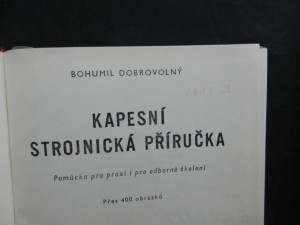 BOHUMIL DOBROVOLNÝ
KAPESNÍ
STROJNICKÁ PŘÍRUČKA
Pomůcka pro praxi i pro odborné školení
Přes 400 obrázků